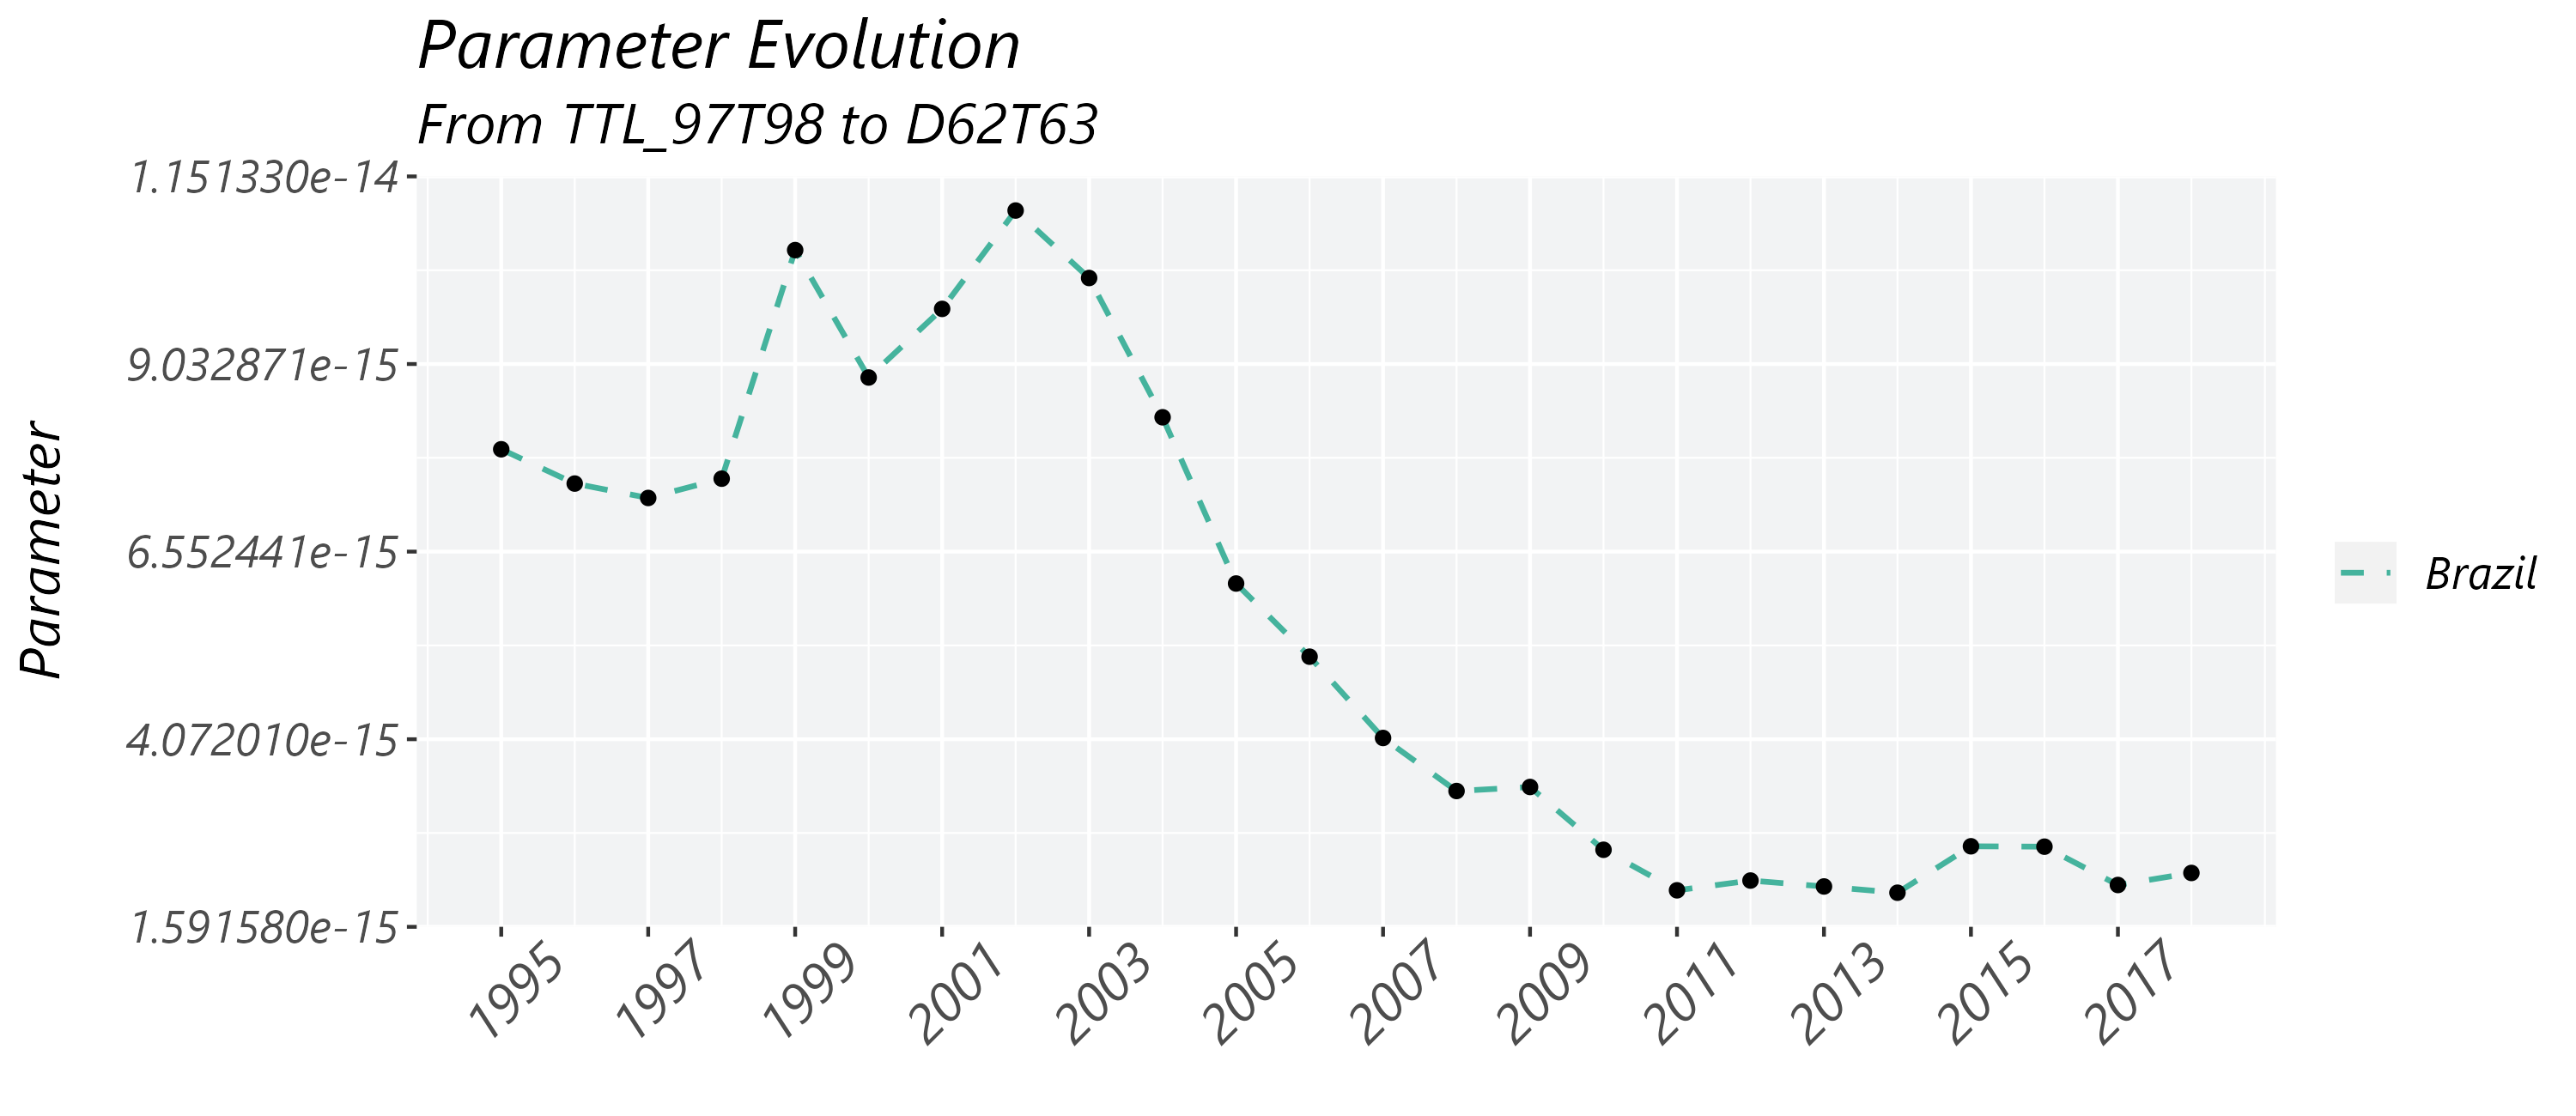 Parameter Evolution
From TTL_97T98 to D62T63
1.151330e-14
9.032871e-15
6.552441e-15
4.072010e-15
1.591580e-15
Parameter
1995
1997
1999
2001
2003
2005
2007
2009
2011
2013
2015
2017
Brazil